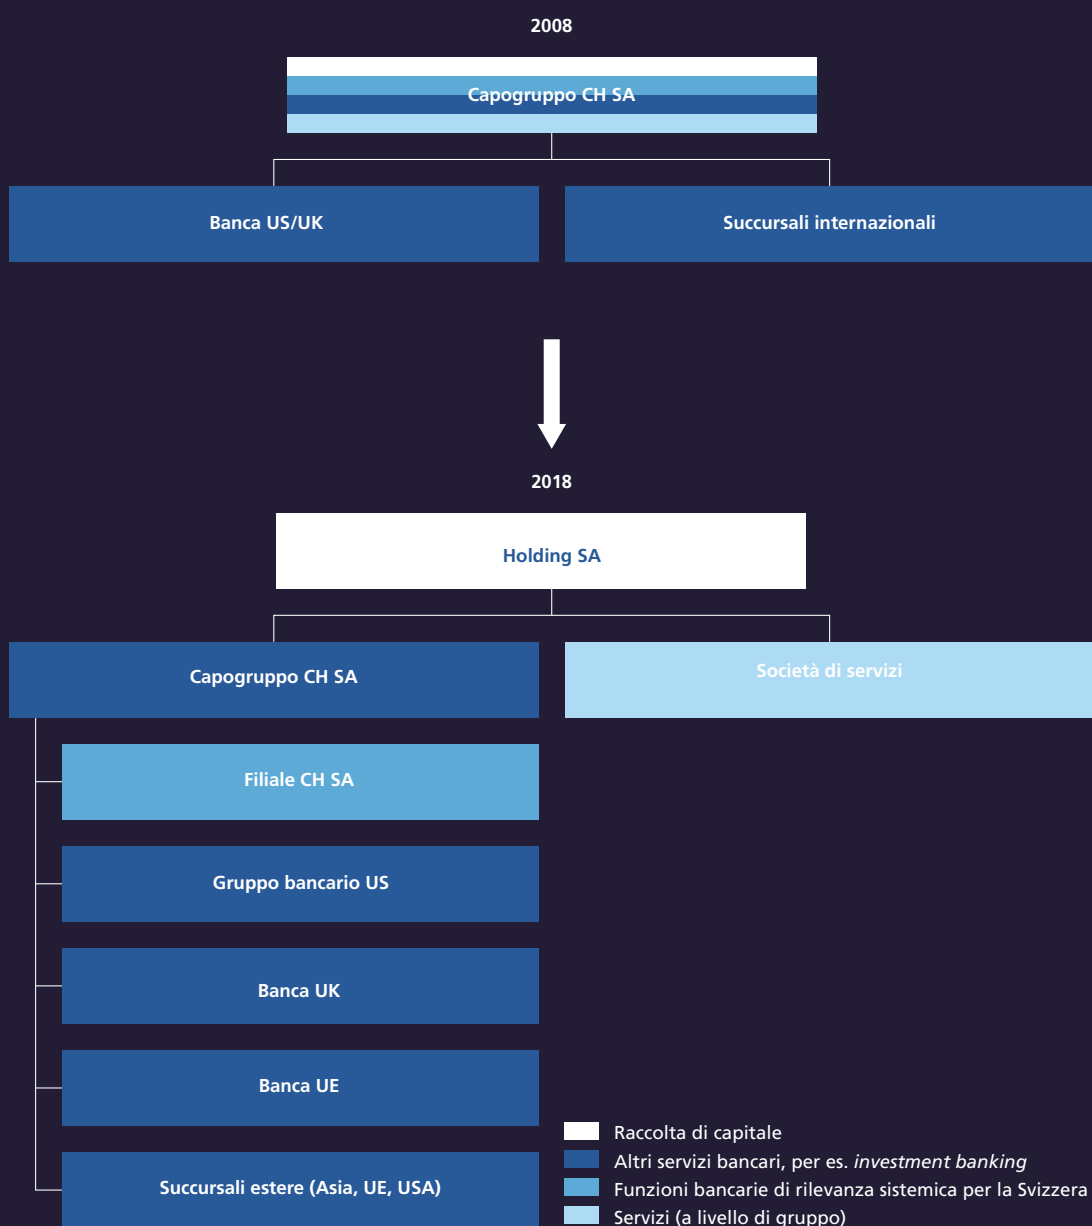 2008
Capogruppo CH SA
Banca US/UK
Succursali internazionali
2018
Holding SA
Capogruppo CH SA
Società di servizi
Filiale CH SA
Gruppo bancario US
Banca UK
Banca UE
Succursali estere (Asia, UE, USA)
Raccolta di capitale
Altri servizi bancari, per es. investment banking
Funzioni bancarie di rilevanza sistemica per la Svizzera
Servizi (a livello di gruppo)